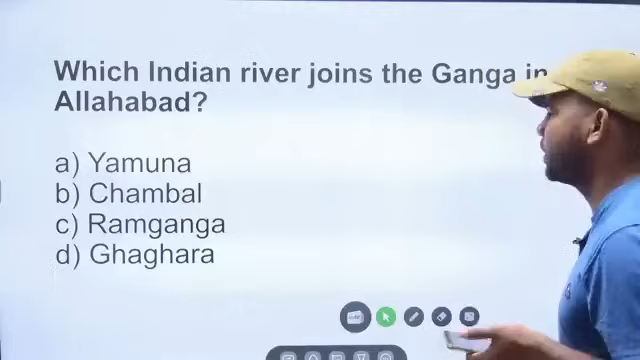 Which Indian river joins the Ganga in
Allahabad?
a) Yamuna
b) Chambal
c) Ramganga
d) Ghaghara